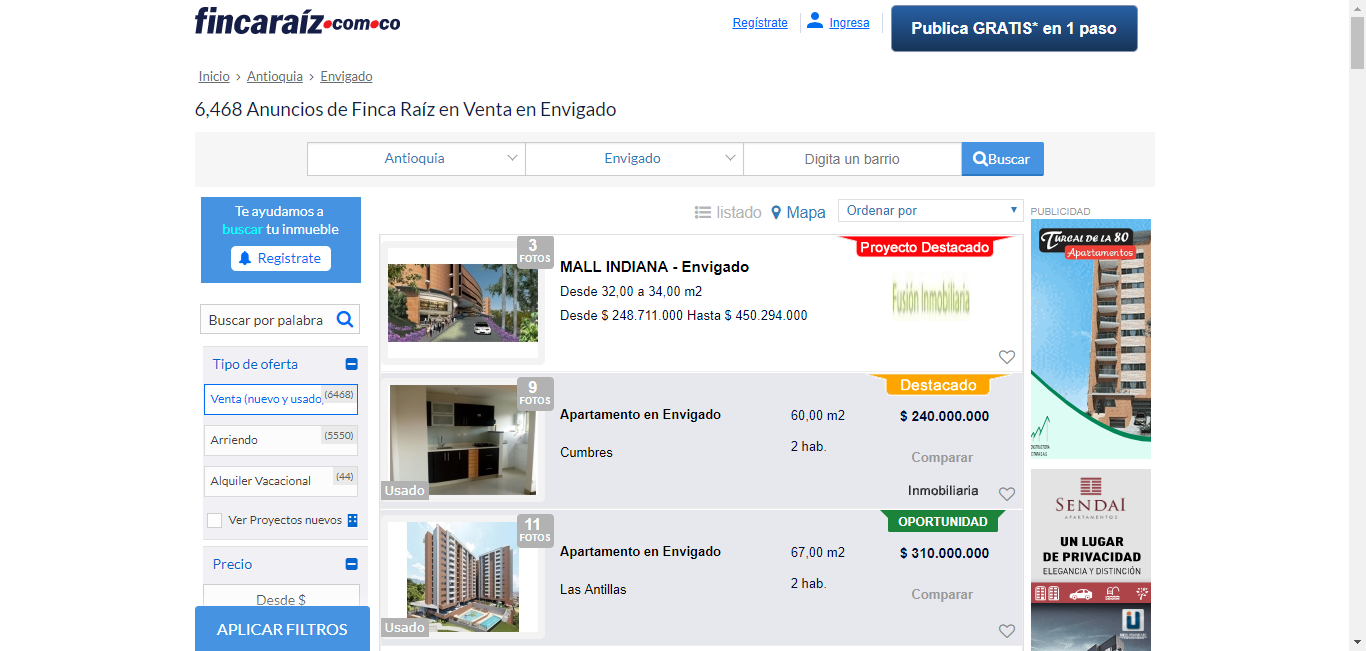 fincaraíz.com.co
Regístrate
Ingresa
Publica GRATIS* en 1 paso
Inicio > Antioquia > Envigado
6,468 Anuncios de Finca Raíz en Venta en Envigado
Antioquia
Envigado
Digita un barrio
Buscar
Te ayudamos a
buscar tu inmueble
Registrate
Buscar por palabra
Tipo de oferta
Venta (nuevo y usado
(6468)
Arriendo
(5550)
Alquiler Vacacional
(44)
Ver Proyectos nuevos
Precio
Desde $
APLICAR FILTROS
listado
Mapa
Ordenar por
3
FOTOS
MALL INDIANA - Envigado
Desde 32,00 a 34,00 m2
Desde $ 248.711.000 Hasta $ 450.294.000
Proyecto Destacado
Fusión Inmobiliaria
9
FOTOS
Usado
Apartamento en Envigado
Cumbres
60,00 m2
2 hab.
Destacado
$ 240.000.000
Comparar
Inmobiliaria
11
FOTOS
Usado
Apartamento en Envigado
Las Antillas
67,00 m2
2 hab.
OPORTUNIDAD
$ 310.000.000
Comparar
PUBLICIDAD
TURGAL DE LA 80
Apartamentos
SENDAI
APARTAMENTOS
UN LUGAR
DE PRIVACIDAD
ELEGANCIA Y DISTINCIÓN